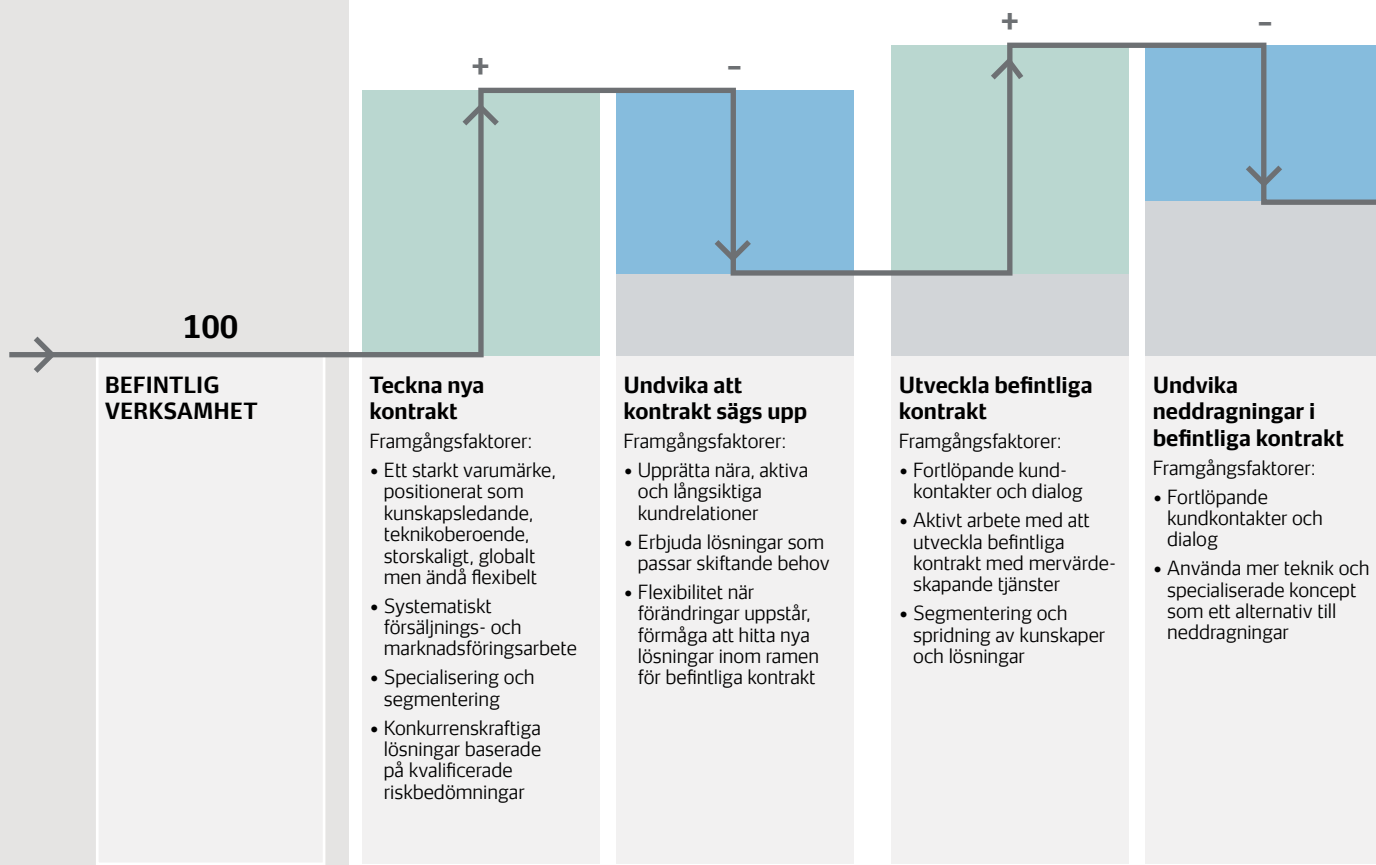 +
–
+
–
100
BEFINTLIG
VERKSAMHET
Teckna nya
kontrakt
Framgångsfaktorer:
• Ett starkt varumärke,
positionerat som
kunskapsledande,
teknikoberoende,
storskaligt, globalt
men ändå flexibelt
• Systematiskt
försäljnings- och
marknadsföringsarbete
• Specialisering och
segmentering
• Konkurrenskraftiga
lösningar baserade
på kvalificerade
riskbedömningar
Undvika att
kontrakt sägs upp
Framgångsfaktorer:
• Upprätta nära, aktiva
och långsiktiga
kundrelationer
• Erbjuda lösningar som
passar skiftande behov
• Flexibilitet när
förändringar uppstår,
förmåga att hitta nya
lösningar inom ramen
för befintliga kontrakt
Utveckla befintliga
kontrakt
Framgångsfaktorer:
• Fortlöpande kund-
kontakter och dialog
• Aktivt arbete med att
utveckla befintliga
kontrakt med mervärde-
skapande tjänster
• Segmentering och
spridning av kunskaper
och lösningar
Undvika
neddragningar i
befintliga kontrakt
Framgångsfaktorer:
• Fortlöpande
kundkontakter och
dialog
• Använda mer teknik och
specialiserade koncept
som ett alternativ till
neddragningar